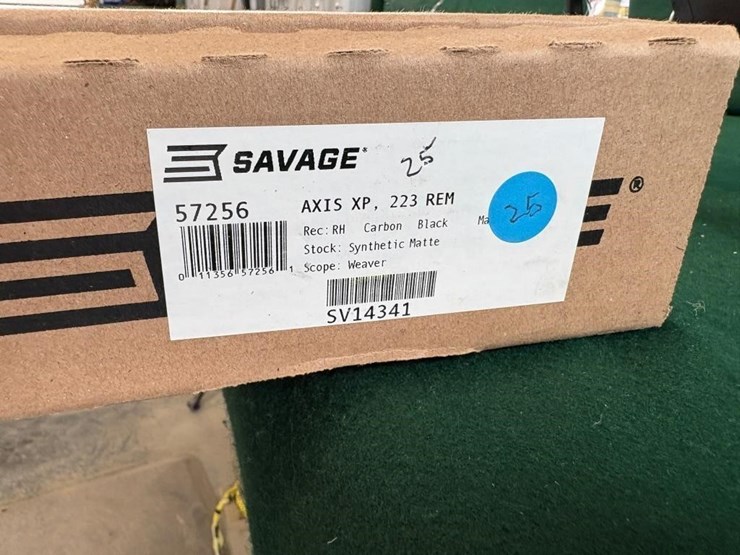 SAVAGE®
25
57256
AXIS XP, 223 REM
Rec: RH Carbon Black Ma
25
Stock: Synthetic Matte
Scope: Weaver
0 11356 57256 1
SV14341
®